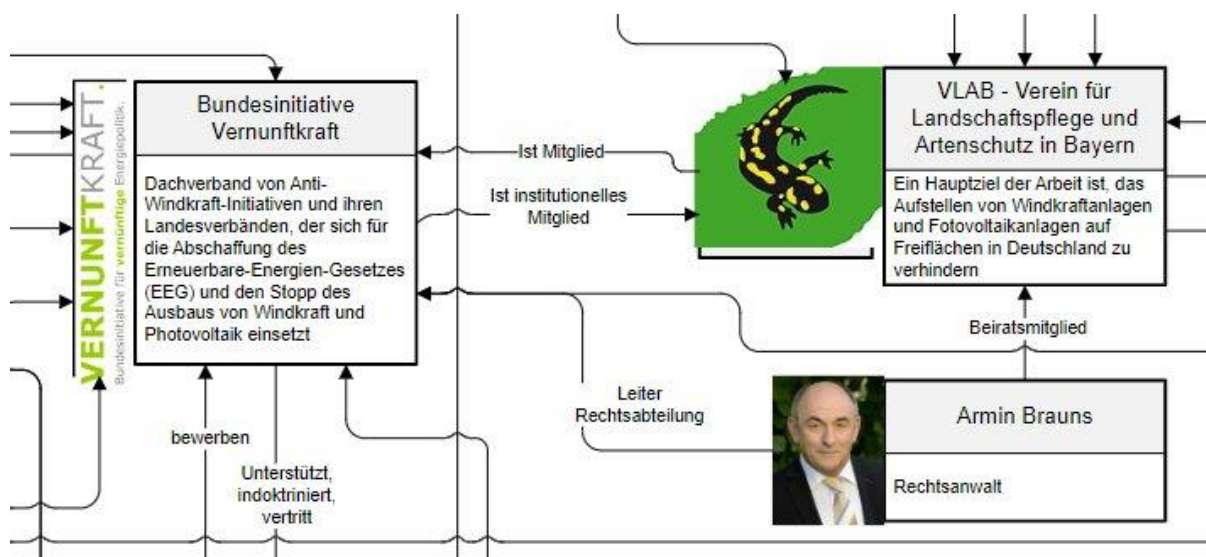 VERNUNFTKRAFT.
Bundesinitiative für vernünftige Energiepolitik.
Bundesinitiative
Vernunftkraft
Dachverband von Anti-
Windkraft-Initiativen und ihren
Landesverbänden, der sich für
die Abschaffung des
Erneuerbare-Energien-Gesetzes
(EEG) und den Stopp des
Ausbaus von Windkraft und
Photovoltaik einsetzt
Ist Mitglied
Ist institutionelles
Mitglied
VLAB - Verein für
Landschaftspflege und
Artenschutz in Bayern
Ein Hauptziel der Arbeit ist, das
Aufstellen von Windkraftanlagen
und Fotovoltaikanlagen auf
Freiflächen in Deutschland zu
verhindern
Beiratsmitglied
Leiter
Rechtsabteilung
Armin Brauns
Rechtsanwalt
bewerben
Unterstützt,
indoktriniert,
vertritt